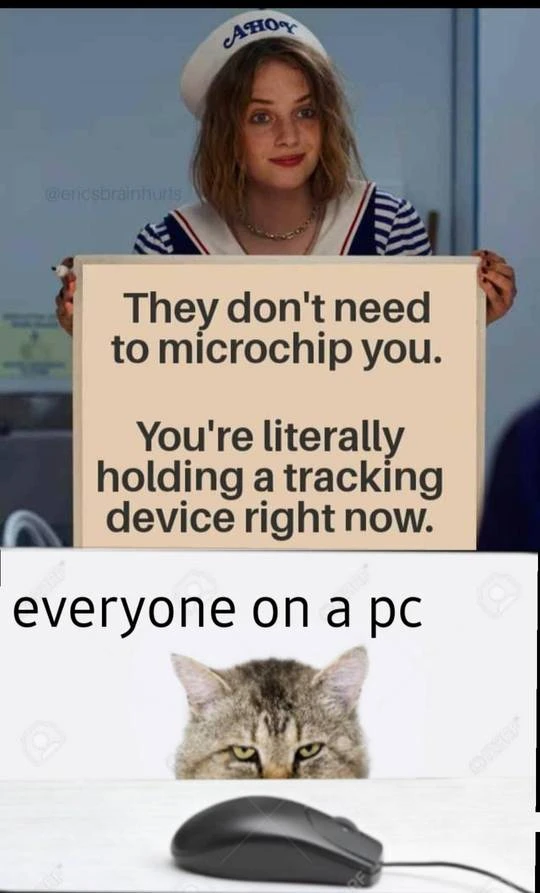 AHOY
@ericsbrainhurts
They don't need
to microchip you.
You're literally
holding a tracking
device right now.
everyone on a pc